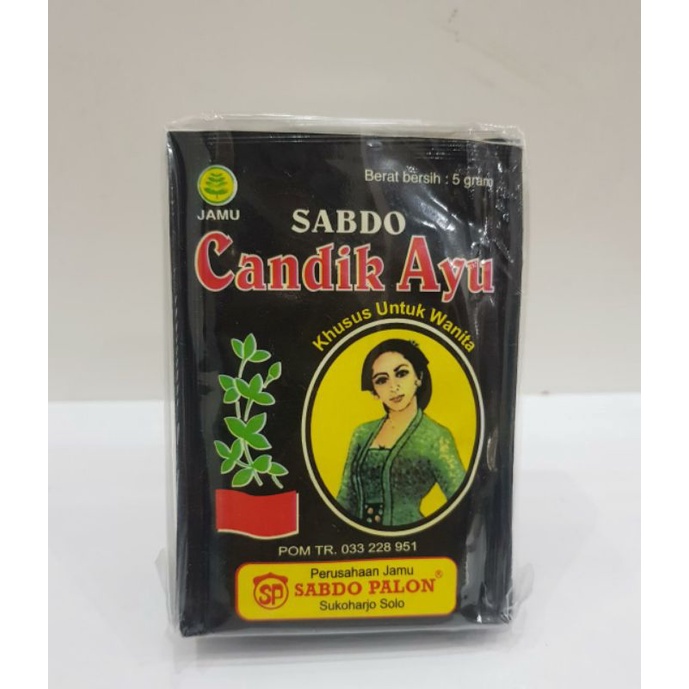 Berat bersih : 5 gram
JAMU
SABDO
Candik Ayu
Khusus Untuk Wanita
POM TR. 033 228 951
Perusahaan Jamu
SP SABDO PALON®
Sukoharjo Solo